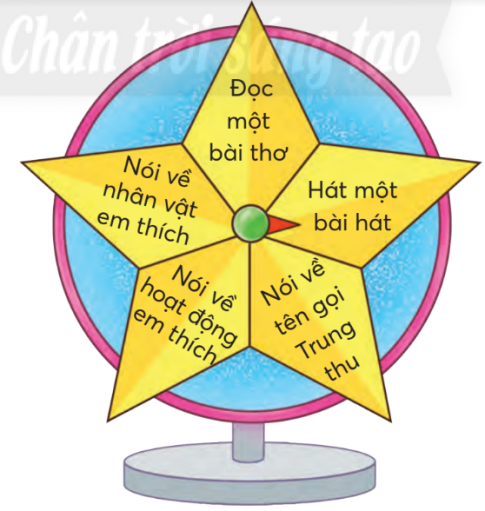 Chân trời sáng tạo
Đọc
một
bài thơ
Nói về
nhân vật
em thích
Hát một
bài hát
Nói về
hoạt động
em thích
Nói về
tên gọi
Trung
thu